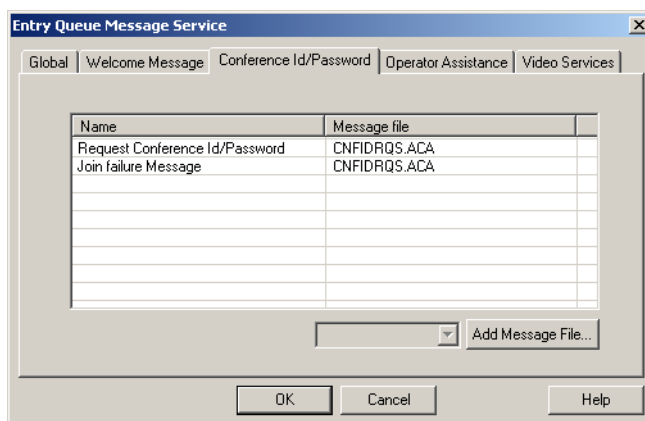 Entry Queue Message Service
Global Welcome Message Conference Id/Password Operator Assistance Video Services
Name Message file
Request Conference Id/Password CNFIDRQS.ACA
Join failure Message CNFIDRQS.ACA
Add Message File...
OK Cancel Help